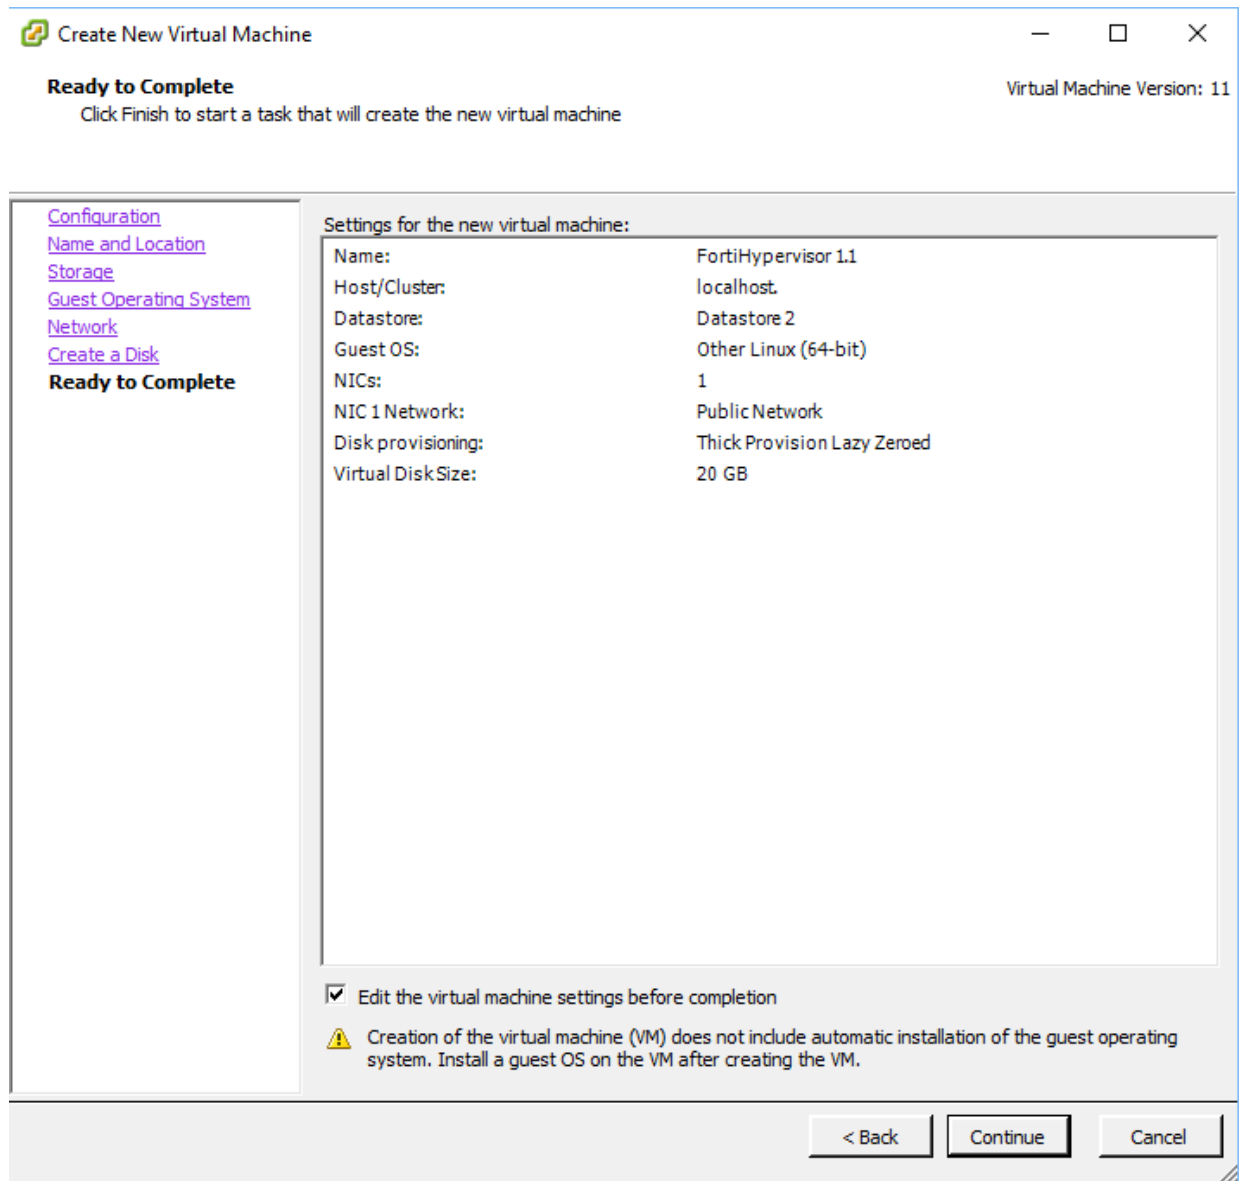 Create New Virtual Machine
Ready to Complete
Click Finish to start a task that will create the new virtual machine
Virtual Machine Version: 11
Configuration
Name and Location
Storage
Guest Operating System
Network
Create a Disk
Ready to Complete
Settings for the new virtual machine:
Name: FortiHypervisor 1.1
Host/Cluster: localhost.
Datastore: Datastore 2
Guest OS: Other Linux (64-bit)
NICs: 1
NIC 1 Network: Public Network
Disk provisioning: Thick Provision Lazy Zeroed
Virtual Disk Size: 20 GB
Edit the virtual machine settings before completion
Creation of the virtual machine (VM) does not include automatic installation of the guest operating
system. Install a guest OS on the VM after creating the VM.
< Back Continue Cancel